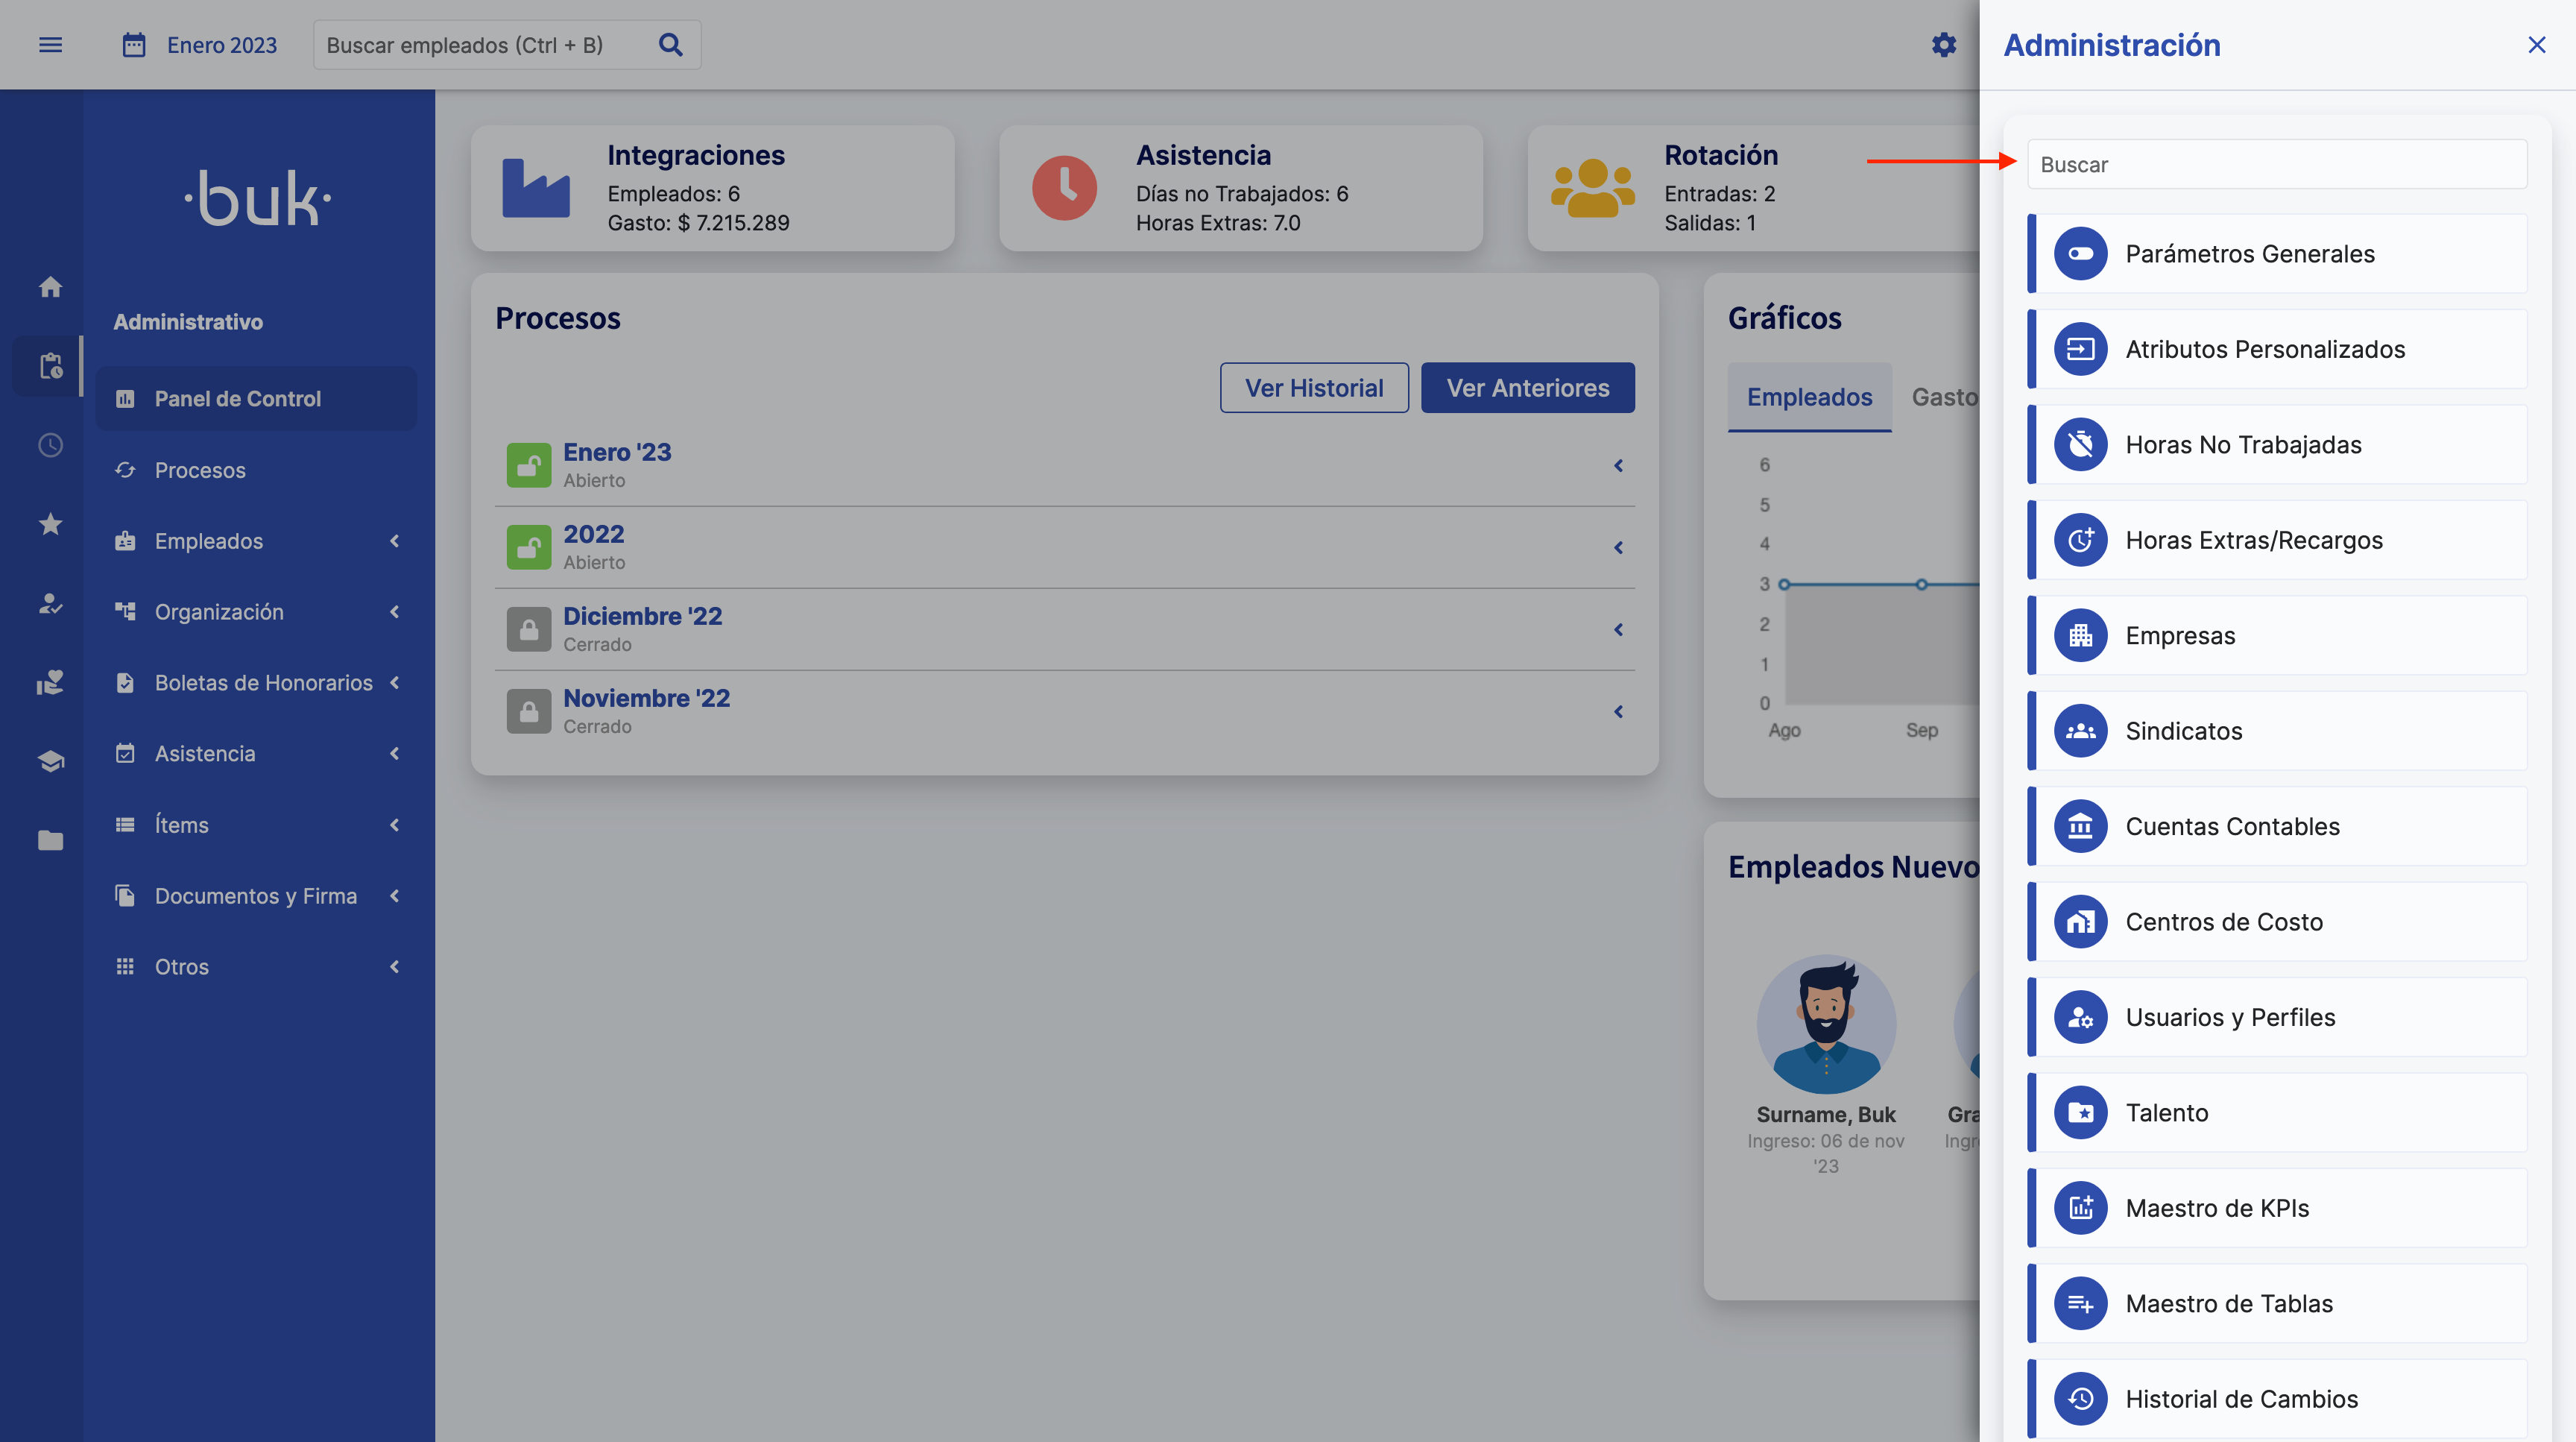 Enero 2023
Buscar empleados (Ctrl + B)
Administración
Buscar
·buk·
Administrativo
Panel de Control
Procesos
Empleados
Organización
Boletas de Honorarios
Asistencia
Ítems
Documentos y Firma
Otros
Integraciones
Empleados: 6
Gasto: $ 7.215.289
Asistencia
Días no Trabajados: 6
Horas Extras: 7.0
Rotación
Entradas: 2
Salidas: 1
Procesos
Ver Historial
Ver Anteriores
Enero '23
Abierto
2022
Abierto
Diciembre '22
Cerrado
Noviembre '22
Cerrado
Gráficos
Empleados
Gasto
6
5
4
3
2
1
0
Ago
Sep
Empleados Nuevo
Surname, Buk
Ingreso: 06 de nov
'23
Gra
Ingr
Parámetros Generales
Atributos Personalizados
Horas No Trabajadas
Horas Extras/Recargos
Empresas
Sindicatos
Cuentas Contables
Centros de Costo
Usuarios y Perfiles
Talento
Maestro de KPIs
Maestro de Tablas
Historial de Cambios